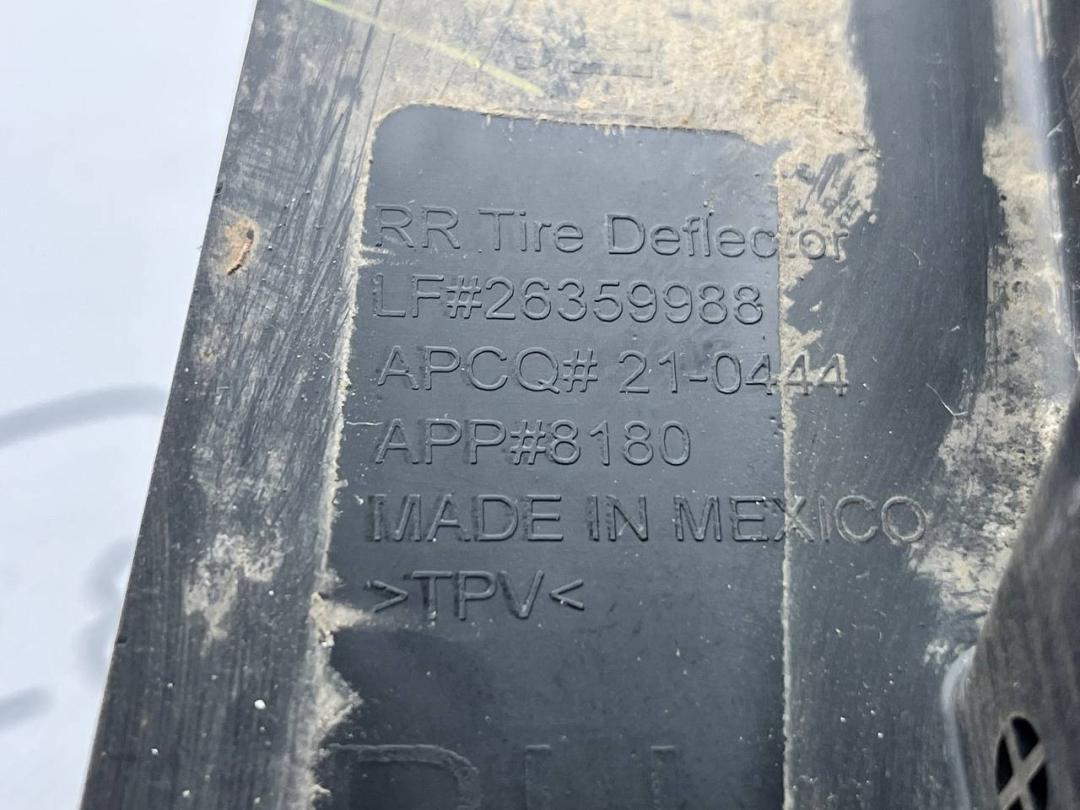 RR Tire Deflector
LF#26359988
APCQ# 21-0444
APP#8180
MADE IN MEXICO
>TPV<